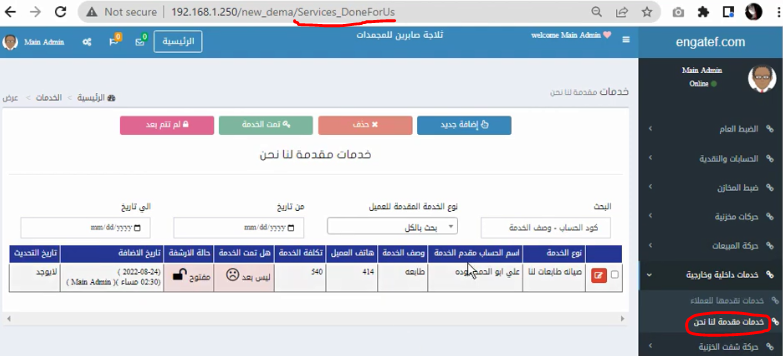 Not secure | 192.168.1.250/new_dema/Services_DoneForUs
Main Admin
0
0
الرئيسية
ثلاجة صابرين للمجمدات
welcome Main Admin
engatef.com
Main Admin
Online
الضبط العام
الحسابات والنقدية
ضبط المخازن
حركات مخزنية
حركة المبيعات
خدمات داخلية وخارجية
خدمات نقدمها للعملاء
خدمات مقدمة لنا نحن
حركة شفت الخزنية
خدمات مقدمة لنا نحن
الرئيسية > الخدمات > عرض
إضافة جديد
حذف
تمت الخدمة
لم تتم بعد
خدمات مقدمة لنا نحن
البحث
نوع الخدمة المقدمة للعميل
من تاريخ
الي تاريخ
كود الحساب - وصف الخدمة
بحث بالكل
mm/dd/yyyy
mm/dd/yyyy
نوع الخدمة
اسم الحساب مقدم الخدمة
وصف الخدمة
هاتف العميل
تكلفة الخدمة
هل تمت الخدمة
حالة الارشفة
تاريخ الاضافة
تاريخ التحديث
صيانه طابعات لنا
علي ابو الحمد
طابعه
414
540
ليس بعد
مفتوح
(2022-08-24)
(02:30 مساء) (Main Admin)
لايوجد